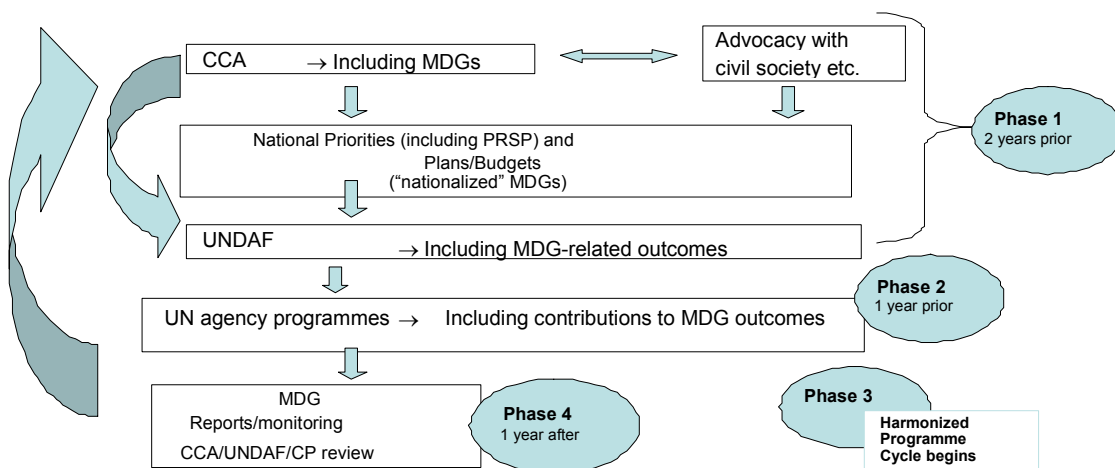 CCA → Including MDGs
Advocacy with
civil society etc.
Phase 1
2 years prior
National Priorities (including PRSP) and
Plans/Budgets
(“nationalized” MDGs)
UNDAF → Including MDG-related outcomes
Phase 2
1 year prior
UN agency programmes → Including contributions to MDG outcomes
Phase 3
Harmonized
Programme
Cycle begins
MDG
Reports/monitoring
CCA/UNDAF/CP review
Phase 4
1 year after